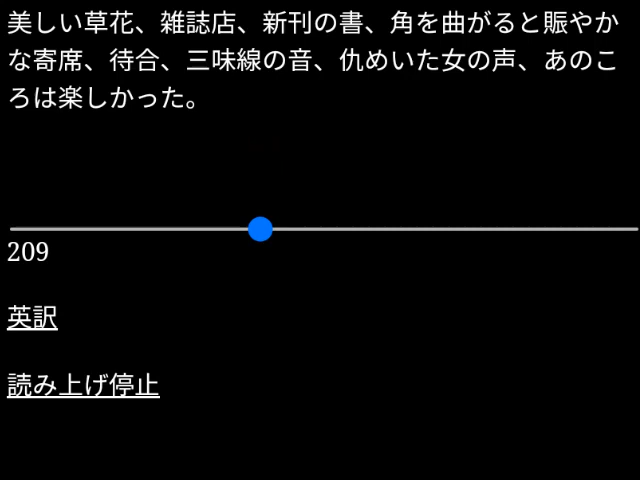 美しい草花、雑誌店、新刊の書、角を曲がると賑やか
な寄席、待合、三味線の音、仇めいた女の声、あのこ
ろは楽しかった。
209
英訳
読み上げ停止